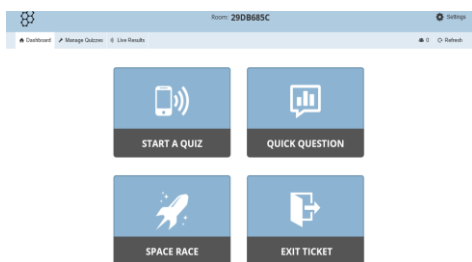 Room: 29DB685C
Settings
Dashboard
Manage Quizzes
Live Results
0
Refresh
START A QUIZ
QUICK QUESTION
SPACE RACE
EXIT TICKET